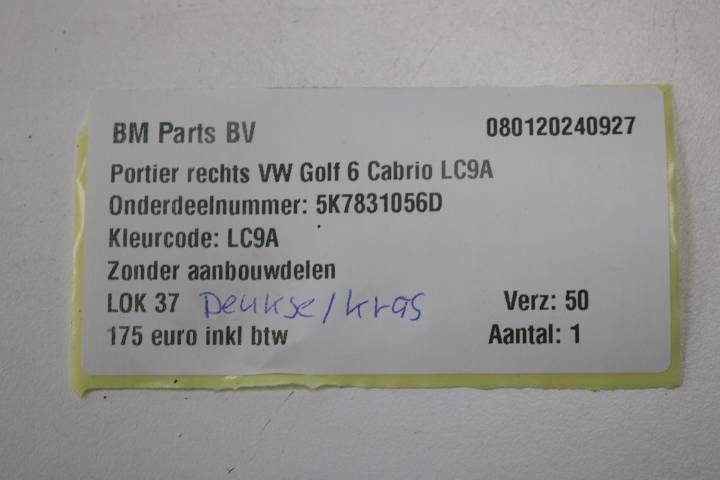 BM Parts BV 080120240927
Portier rechts VW Golf 6 Cabrio LC9A
Onderdeelnummer: 5K7831056D
Kleurcode: LC9A
Zonder aanbouwdelen
LOK 37 Deukse/kras Verz: 50
175 euro inkl btw Aantal: 1